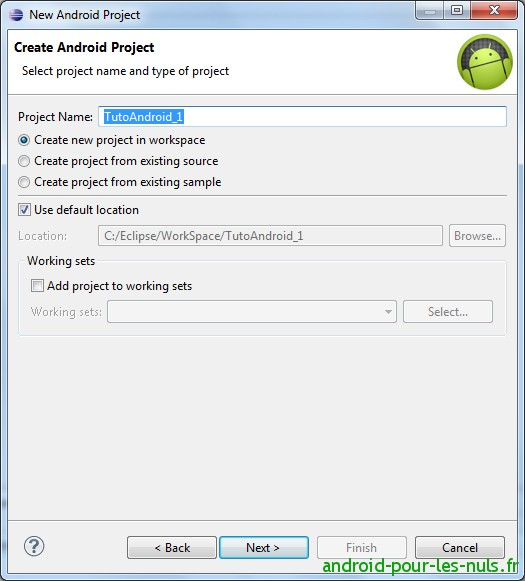 New Android Project
Create Android Project
Select project name and type of project
Project Name: TutoAndroid_1
Create new project in workspace
Create project from existing source
Create project from existing sample
Use default location
Location: C:/Eclipse/WorkSpace/TutoAndroid_1 Browse...
Working sets
Add project to working sets
Working sets: Select...
? < Back Next > Finish Cancel
android-pour-les-nuls.fr